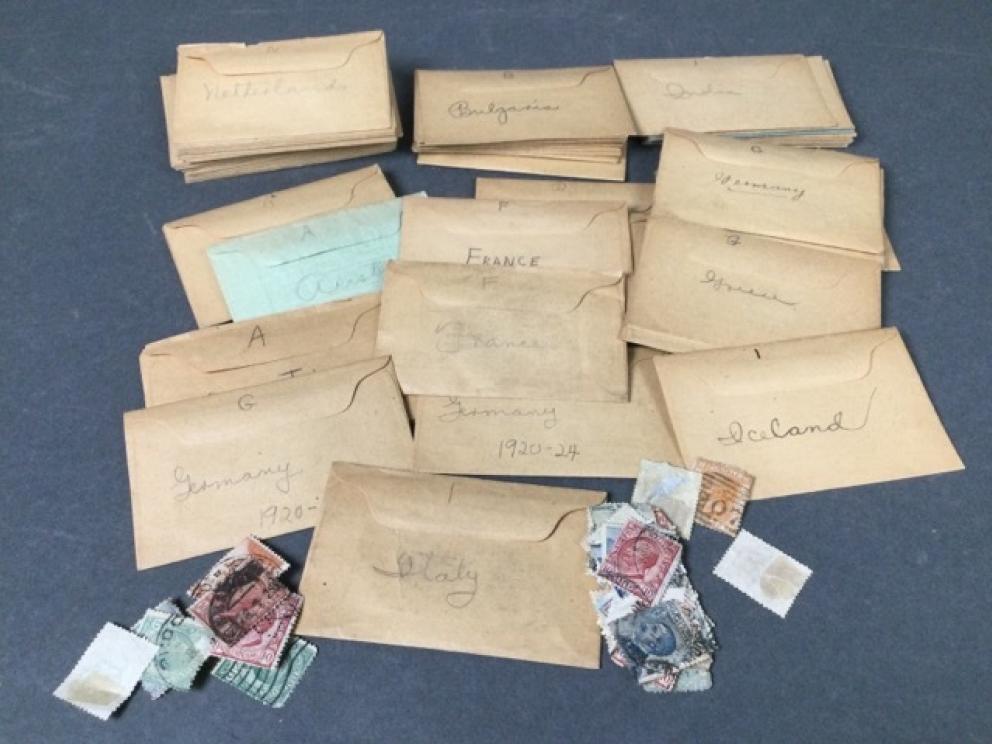 N
Netherlands
B
Bulgaria
I
India
G
Germany
A
F
FRANCE
G
Greece
F
France
A
I
Iceland
Germany
1920-24
G
Germany
1920-
I
Italy